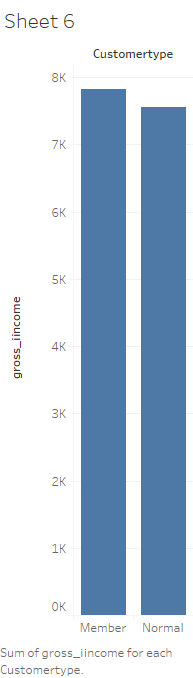 Sheet 6
Customertype
8K
7K
6K
5K
4K
3K
2K
1K
0K
gross_iincome
Member Normal
Sum of gross_iincome for each
Customertype.